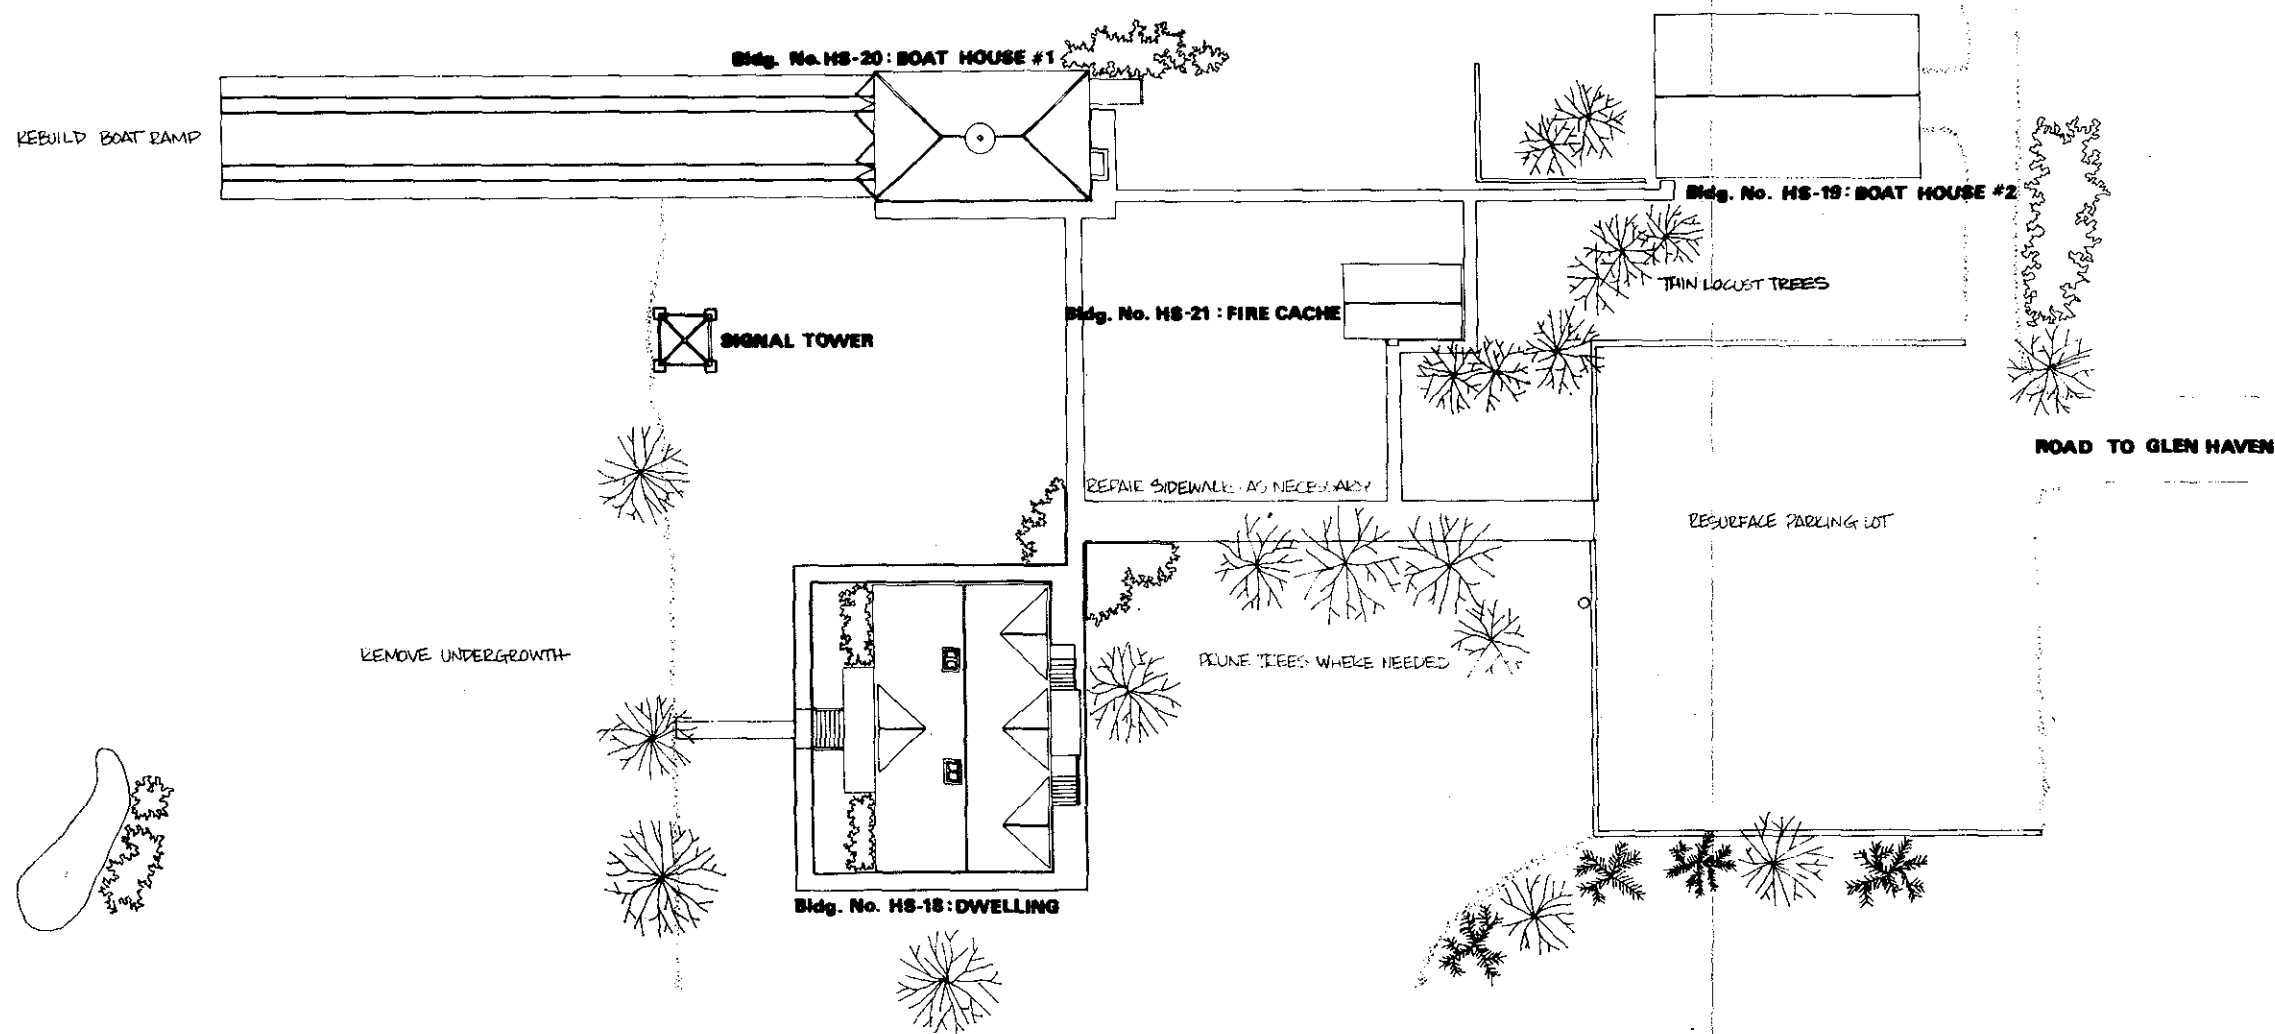 Bldg. No. HS-20: BOAT HOUSE #1
REBUILD BOAT RAMP
Bldg. No. HS-19: BOAT HOUSE #2
THIN LOCUST TREES
Bldg. No. HS-21: FIRE CACHE
SIGNAL TOWER
ROAD TO GLEN HAVEN
REPAIR SIDEWALK AS NECESSARY
RESURFACE PARKING LOT
REMOVE UNDERGROWTH
PRUNE TREES WHERE NEEDED
Bldg. No. HS-18: DWELLING